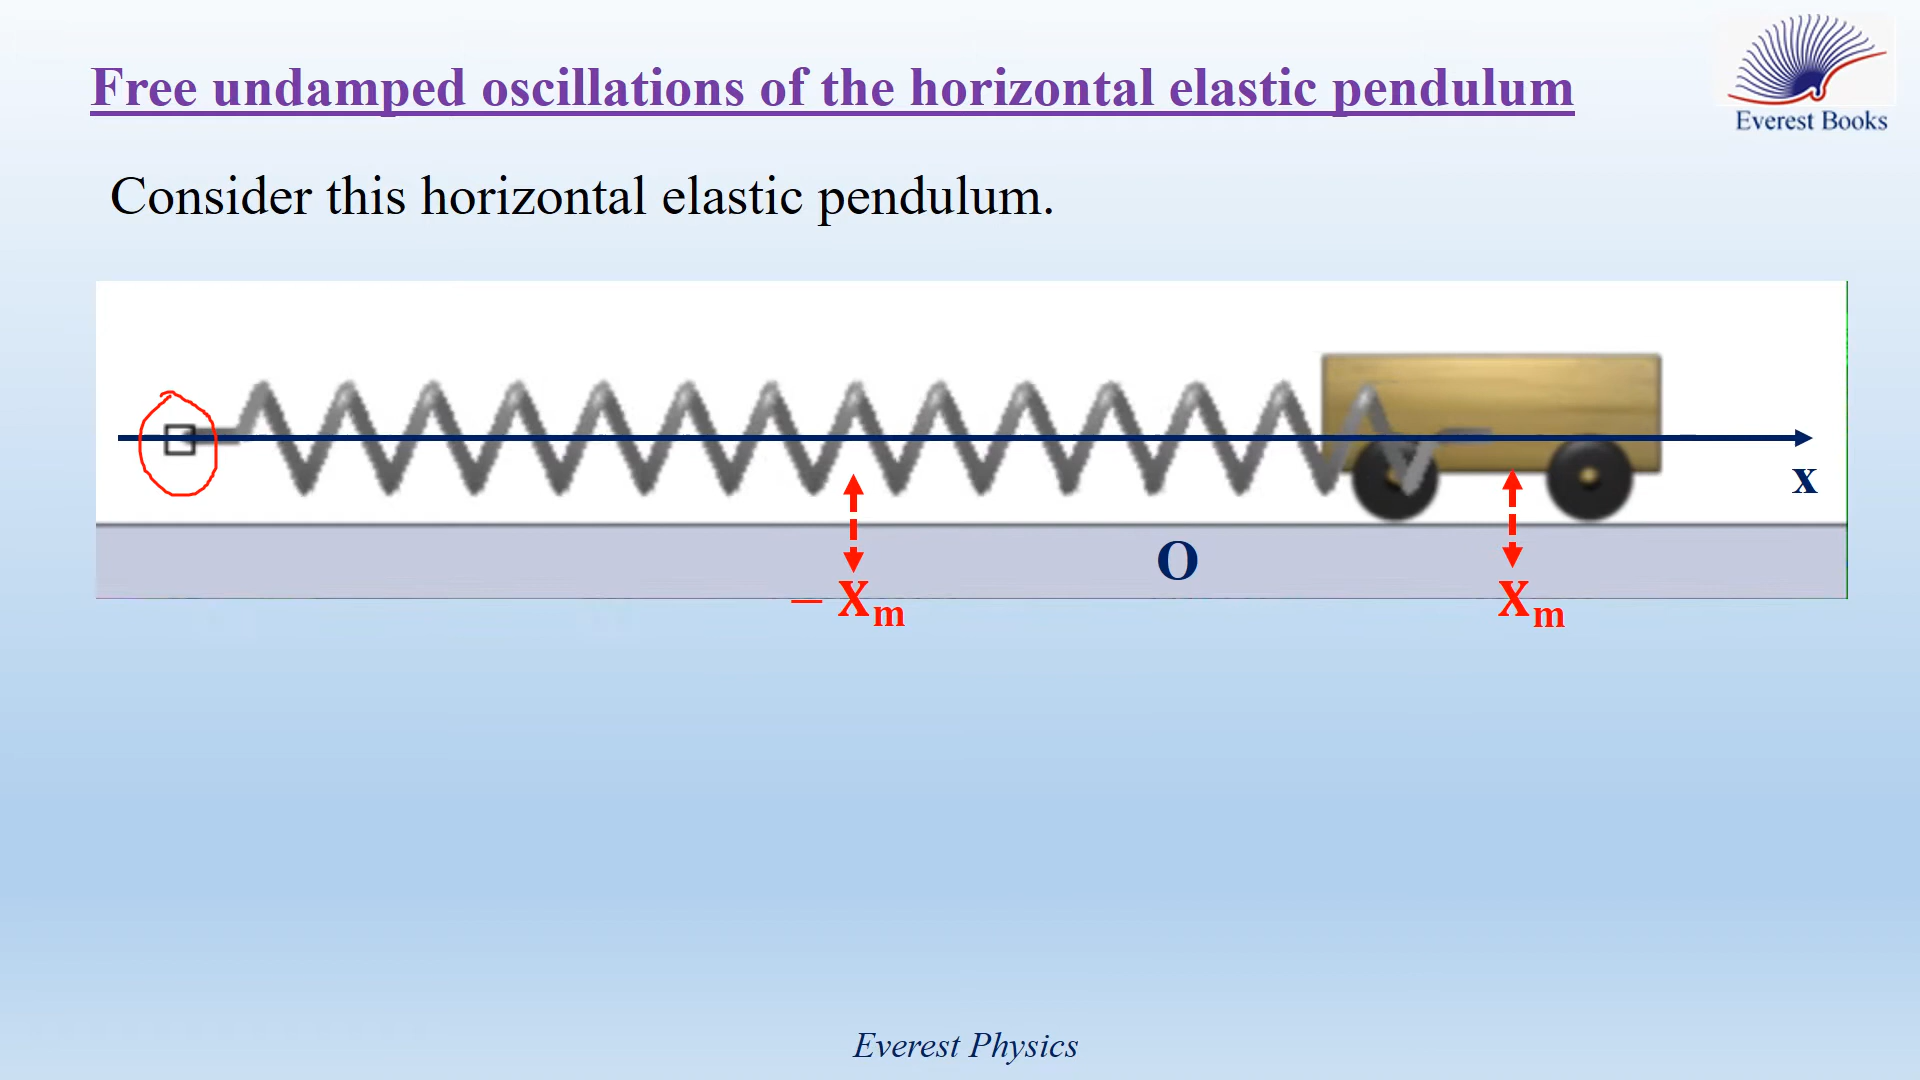 Free undamped oscillations of the horizontal elastic pendulum
Everest Books
Consider this horizontal elastic pendulum.
x
O
– xm
xm
Everest Physics